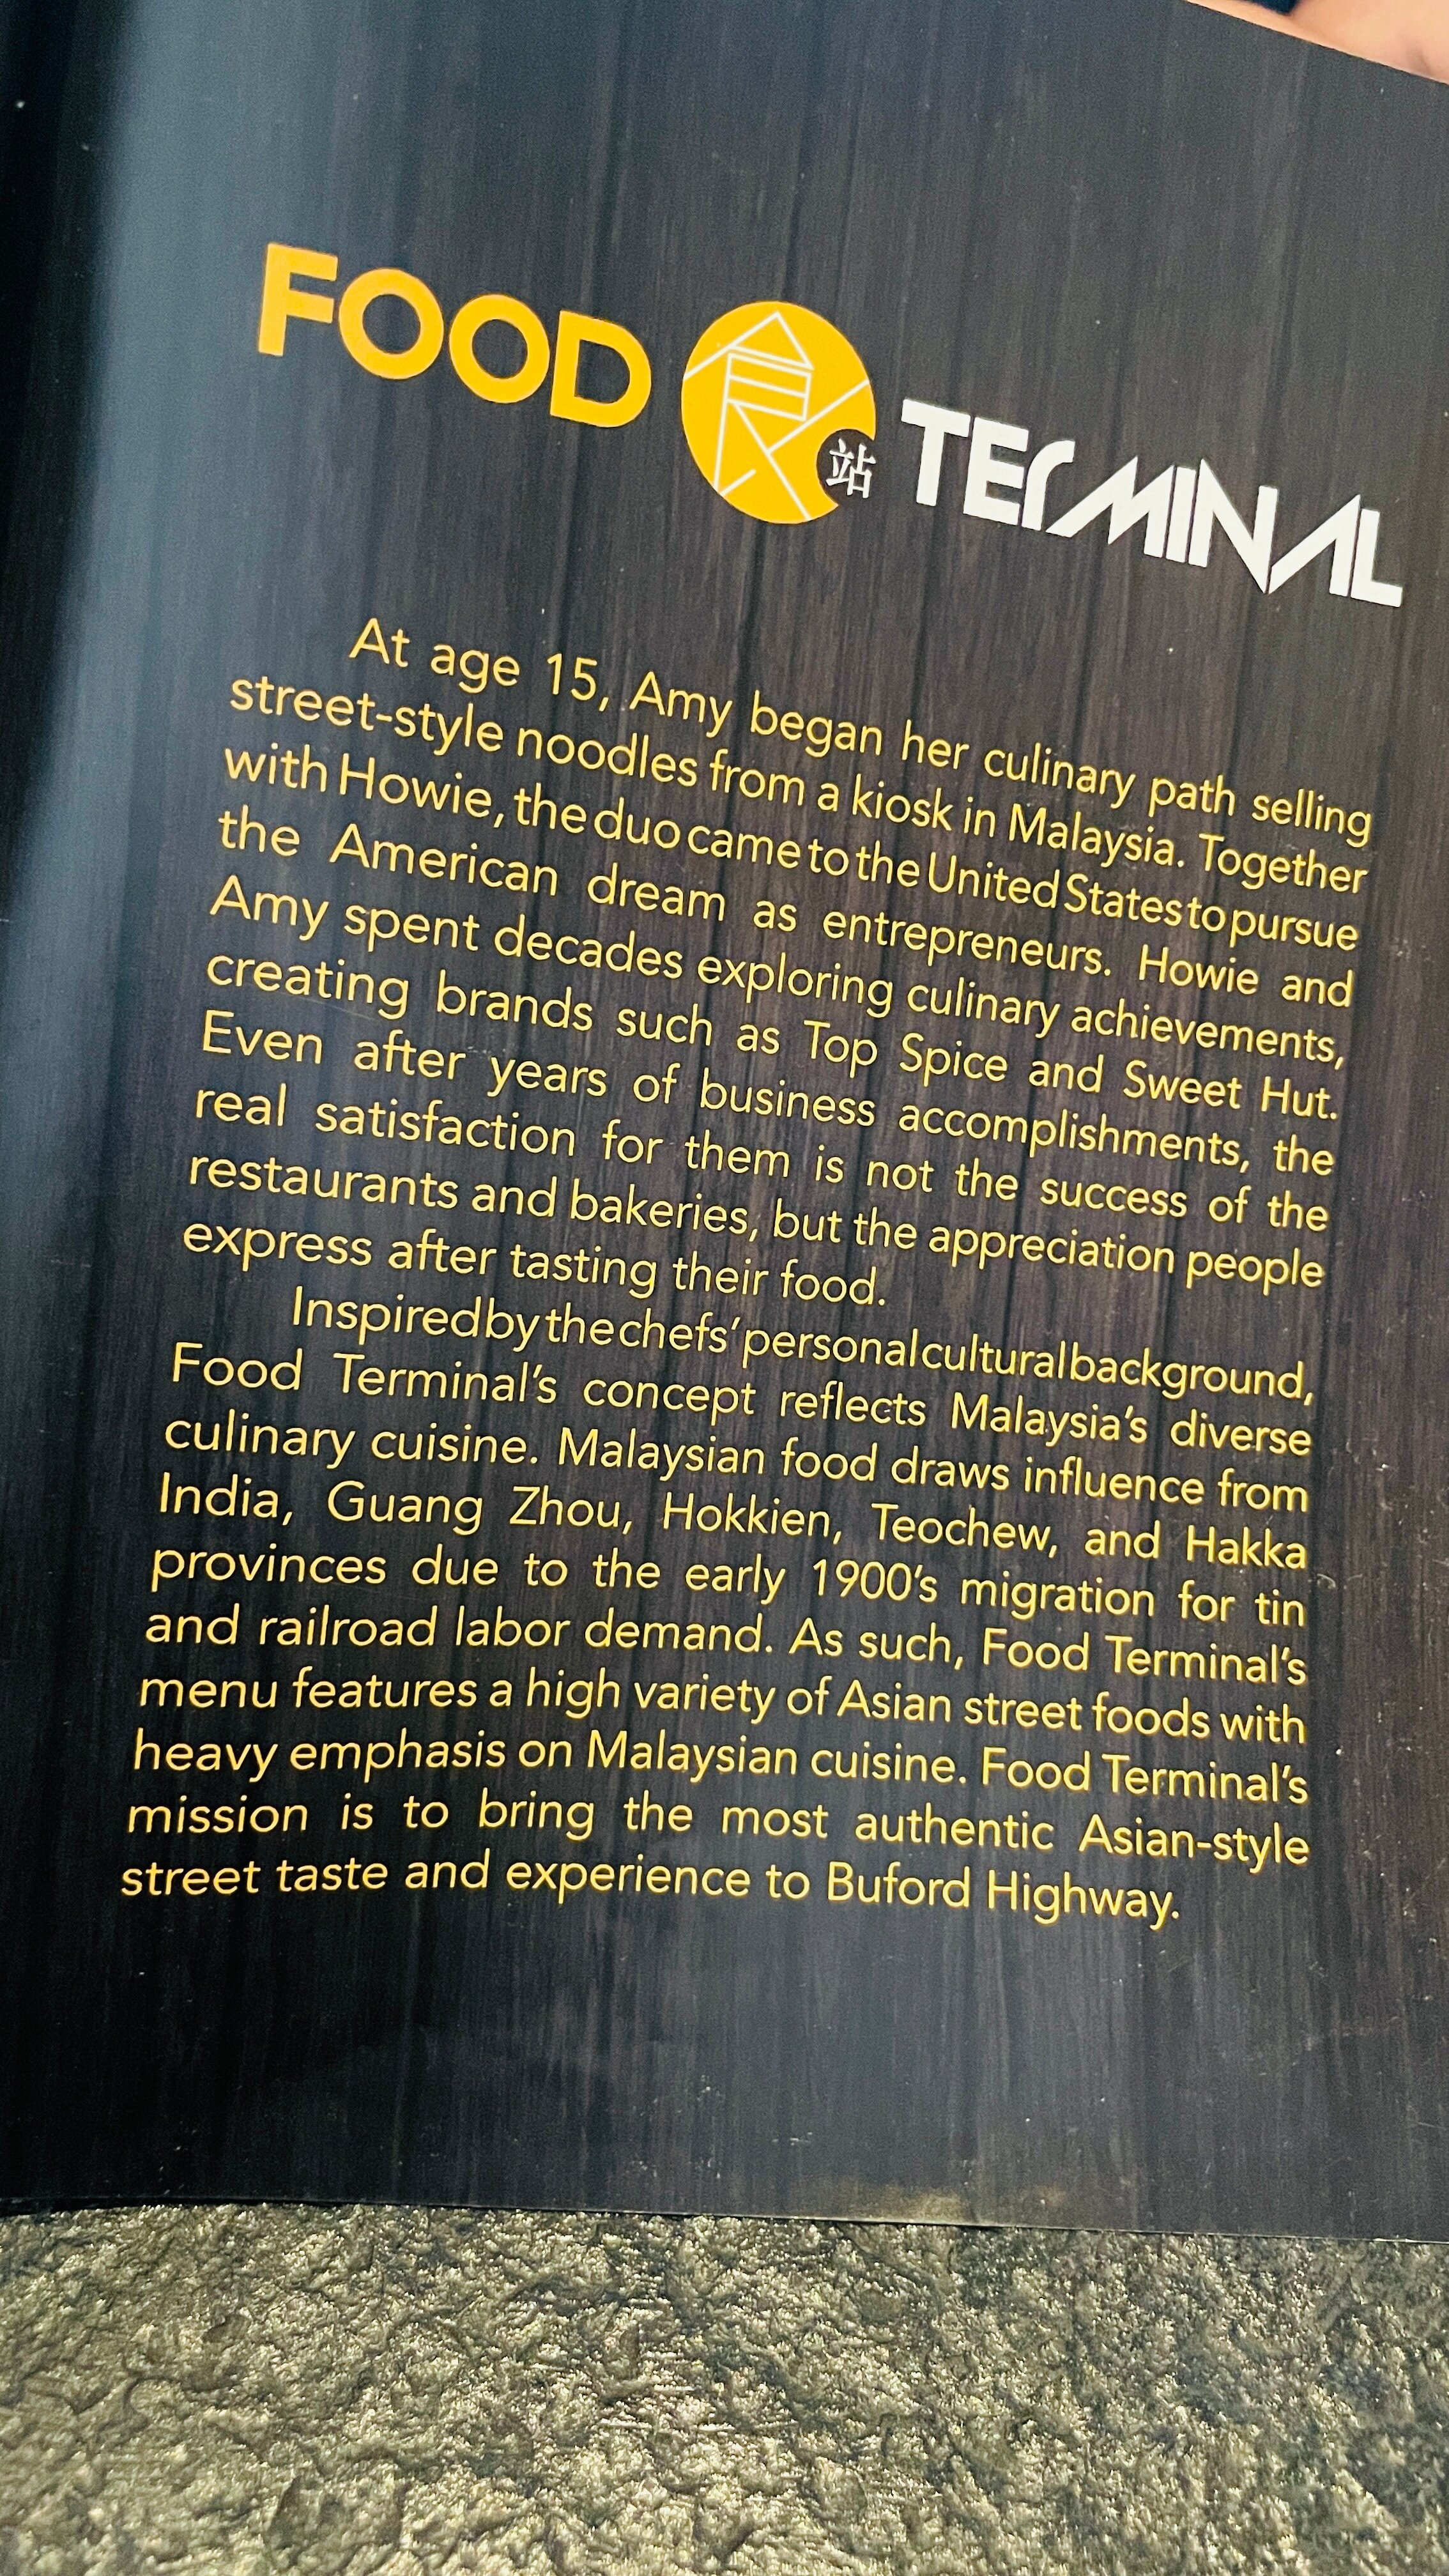 FOOD 食站 TERMINAL
At age 15, Amy began her culinary path selling
street-style noodles from a kiosk in Malaysia. Together
with Howie, the duo came to the United States to pursue
the American dream as entrepreneurs. Howie and
Amy spent decades exploring culinary achievements,
creating brands such as Top Spice and Sweet Hut.
Even after years of business accomplishments, the
real satisfaction for them is not the success of the
restaurants and bakeries, but the appreciation people
express after tasting their food.
Inspired by the chefs' personal cultural background,
Food Terminal's concept reflects Malaysia's diverse
culinary cuisine. Malaysian food draws influence from
India, Guang Zhou, Hokkien, Teochew, and Hakka
provinces due to the early 1900's migration for tin
and railroad labor demand. As such, Food Terminal's
menu features a high variety of Asian street foods with
heavy emphasis on Malaysian cuisine. Food Terminal's
mission is to bring the most authentic Asian-style
street taste and experience to Buford Highway.